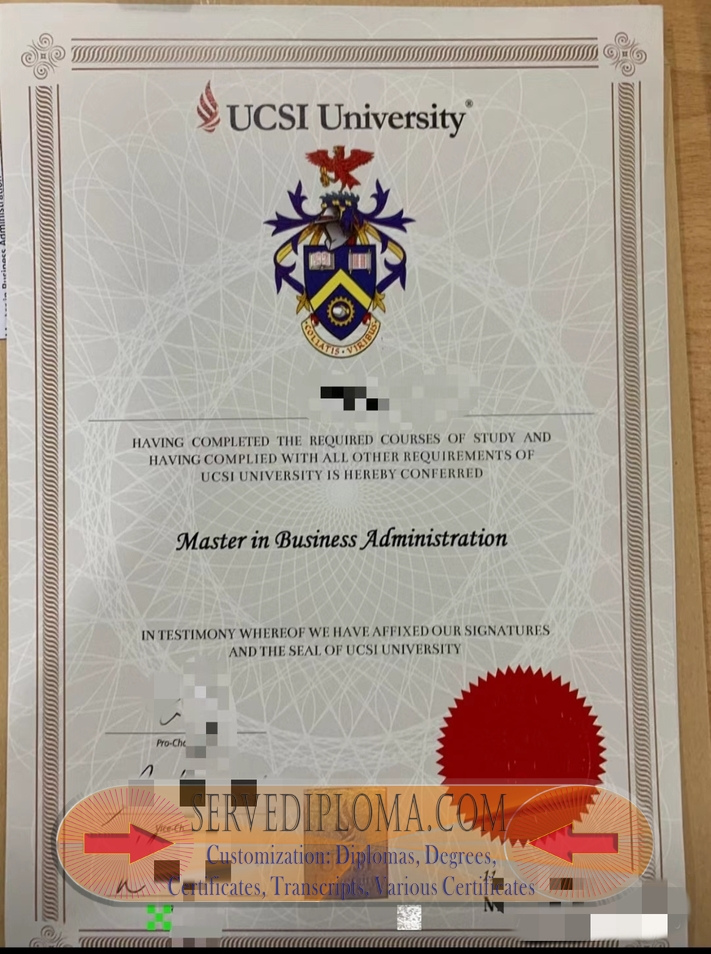 UCSI University®
COLLATIS·VIRIBUS
HAVING COMPLETED THE REQUIRED COURSES OF STUDY AND
HAVING COMPLIED WITH ALL OTHER REQUIREMENTS OF
UCSI UNIVERSITY IS HEREBY CONFERRED
Master in Business Administration
IN TESTIMONY WHEREOF WE HAVE AFFIXED OUR SIGNATURES
AND THE SEAL OF UCSI UNIVERSITY
SERVEDIPLOMA.COM
Customization: Diplomas, Degrees,
Certificates, Transcripts, Various Certificates